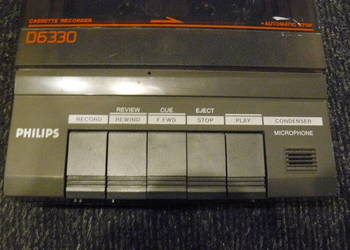 CASSETTE RECORDER
AUTOMATIC STOP
D6330
REVIEW CUE EJECT
RECORD REWIND F.FWD STOP PLAY CONDENSER
PHILIPS
MICROPHONE